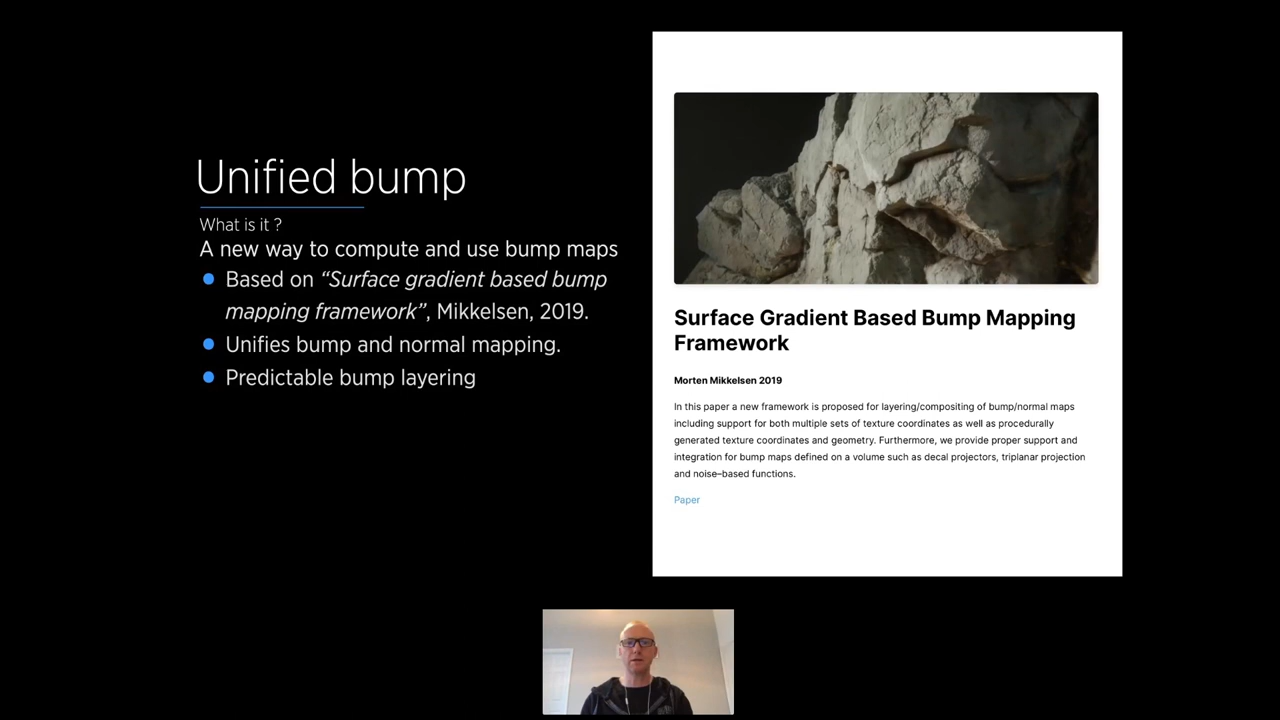 Unified bump
What is it ?
A new way to compute and use bump maps
Based on “Surface gradient based bump
mapping framework”, Mikkelsen, 2019.
Unifies bump and normal mapping.
Predictable bump layering
Surface Gradient Based Bump Mapping
Framework
Morten Mikkelsen 2019
In this paper a new framework is proposed for layering/compositing of bump/normal maps
including support for both multiple sets of texture coordinates as well as procedurally
generated texture coordinates and geometry. Furthermore, we provide proper support and
integration for bump maps defined on a volume such as decal projectors, triplanar projection
and noise–based functions.
Paper